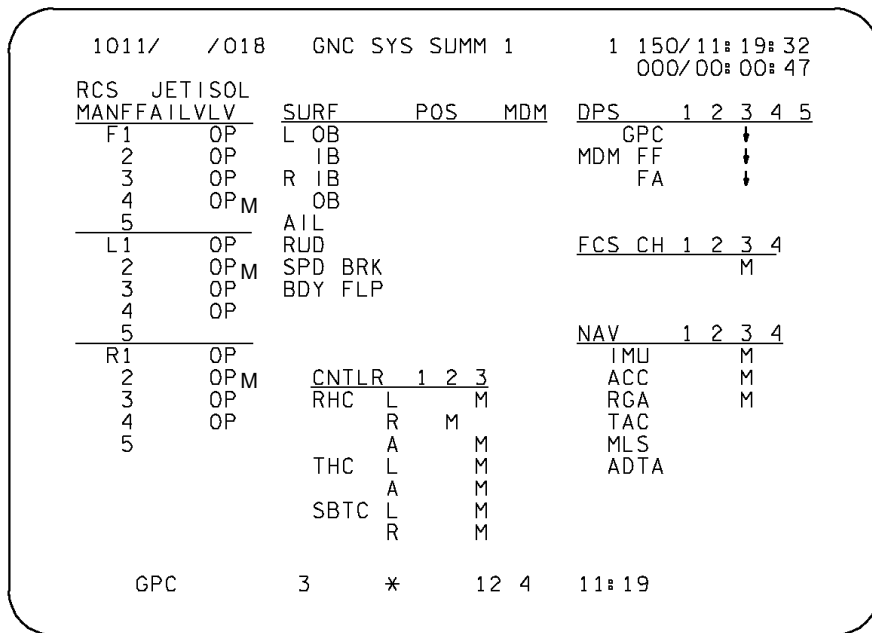 1011/ /018 GNC SYS SUMM 1 1 150/11:19:32
000/00:00:47
RCS JET ISOL
MANF FAIL VLV SURF POS MDM DPS 1 2 3 4 5
F1 OP L OB GPC ↓
2 OP IB MDM FF ↓
3 OP R IB FA ↓
4 OP M OB
5 AIL
L1 OP RUD FCS CH 1 2 3 4
2 OP M SPD BRK M
3 OP BDY FLP
4 OP
5 NAV 1 2 3 4
R1 OP IMU M
2 OP M CNTLR 1 2 3 ACC M
3 OP RHC L M RGA M
4 OP R M TAC
5 A M MLS
THC L M ADTA
A M
SBTC L M
R M
GPC 3 * 12 4 11:19